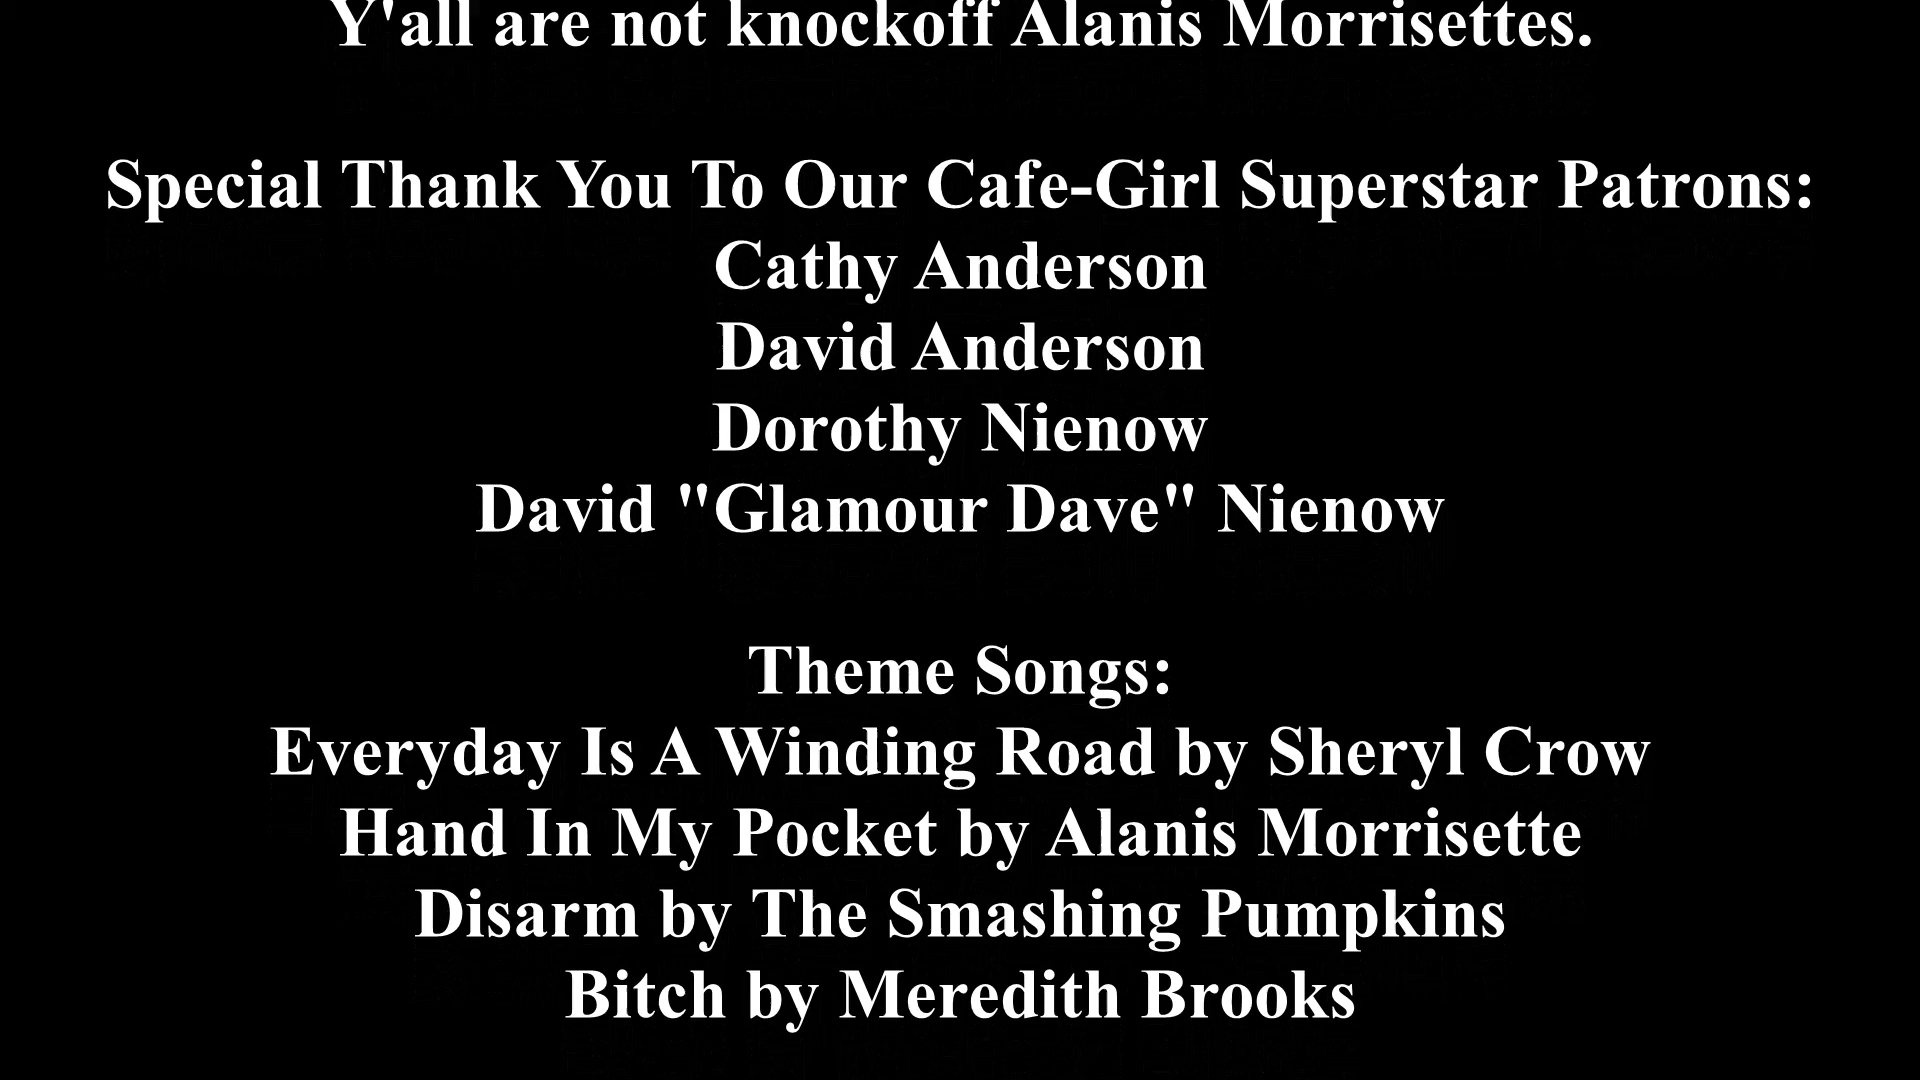 Y'all are not knockoff Alanis Morrisettes.
Special Thank You To Our Cafe-Girl Superstar Patrons:
Cathy Anderson
David Anderson
Dorothy Nienow
David "Glamour Dave" Nienow
Theme Songs:
Everyday Is A Winding Road by Sheryl Crow
Hand In My Pocket by Alanis Morrisette
Disarm by The Smashing Pumpkins
Bitch by Meredith Brooks